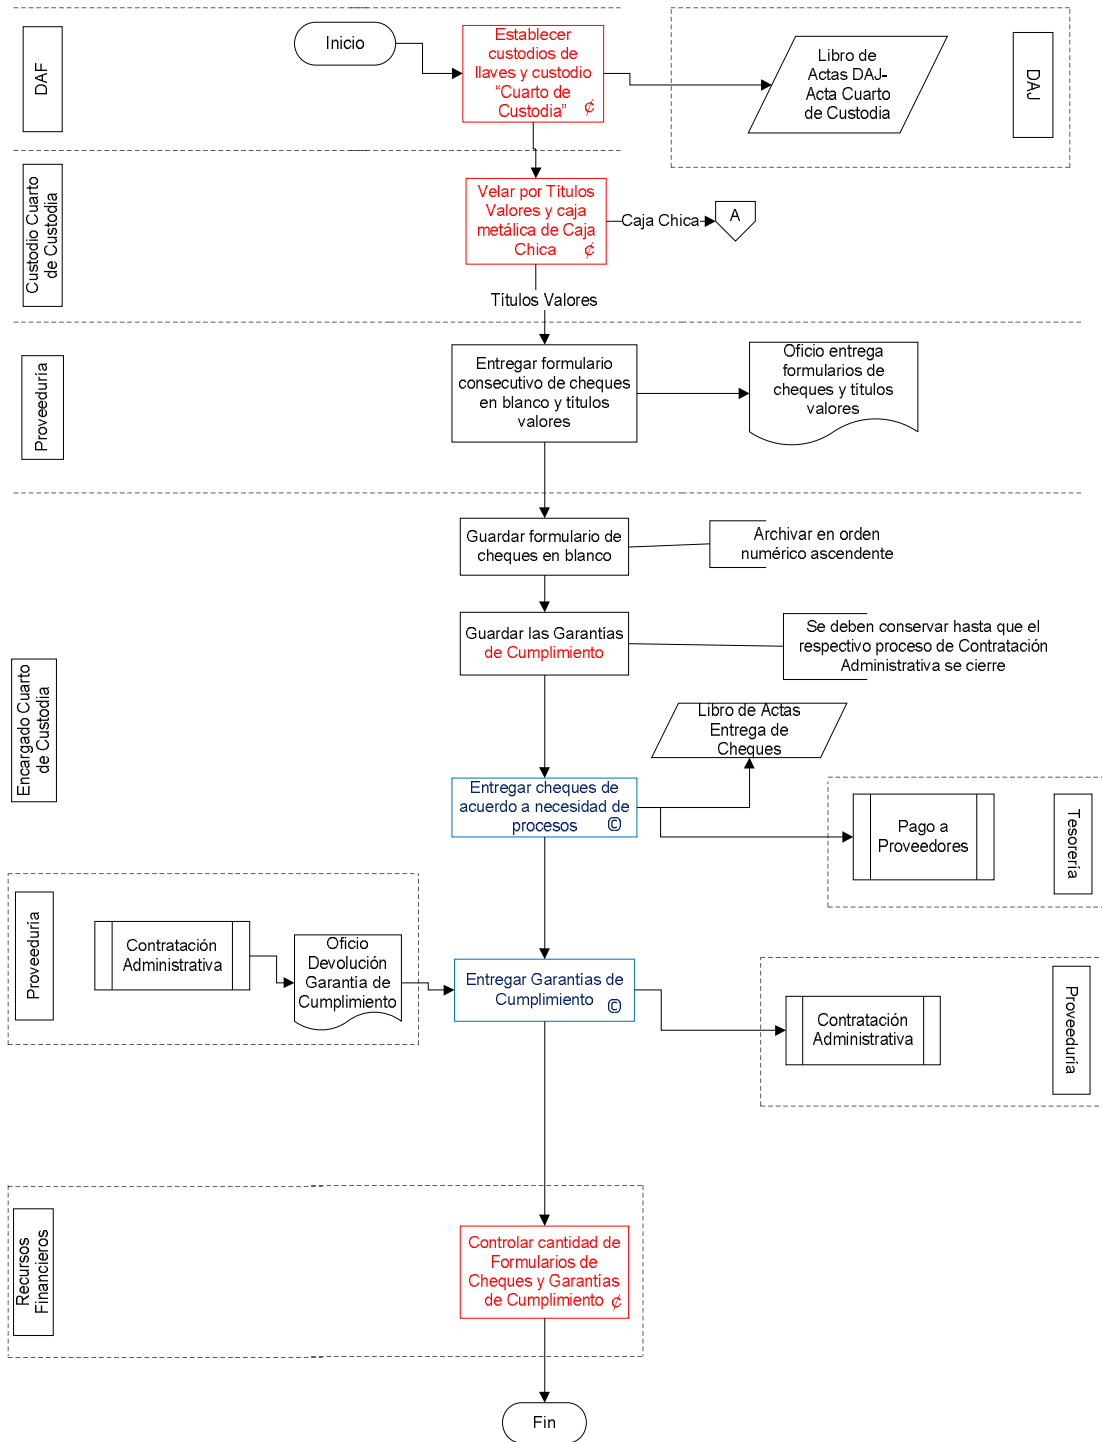 DAF
Inicio
Establecer
custodios de
llaves y custodio
“Cuarto de
Custodia” ¢
Libro de
Actas DAJ-
Acta Cuarto
de Custodia
DAJ
Custodio Cuarto
de Custodia
Velar por Títulos
Valores y caja
metálica de Caja
Chica ¢
Caja Chica
A
Títulos Valores
Proveeduría
Entregar formulario
consecutivo de cheques
en blanco y títulos
valores
Oficio entrega
formularios de
cheques y títulos
valores
Encargado Cuarto
de Custodia
Guardar formulario de
cheques en blanco
Archivar en orden
numérico ascendente
Guardar las Garantías
de Cumplimiento
Se deben conservar hasta que el
respectivo proceso de Contratación
Administrativa se cierre
Libro de Actas
Entrega de
Cheques
Entregar cheques de
acuerdo a necesidad de
procesos ©
Pago a
Proveedores
Tesorería
Proveeduría
Contratación
Administrativa
Oficio
Devolución
Garantía de
Cumplimiento
Entregar Garantías de
Cumplimiento ©
Contratación
Administrativa
Proveeduría
Recursos
Financieros
Controlar cantidad de
Formularios de
Cheques y Garantías
de Cumplimiento ¢
Fin